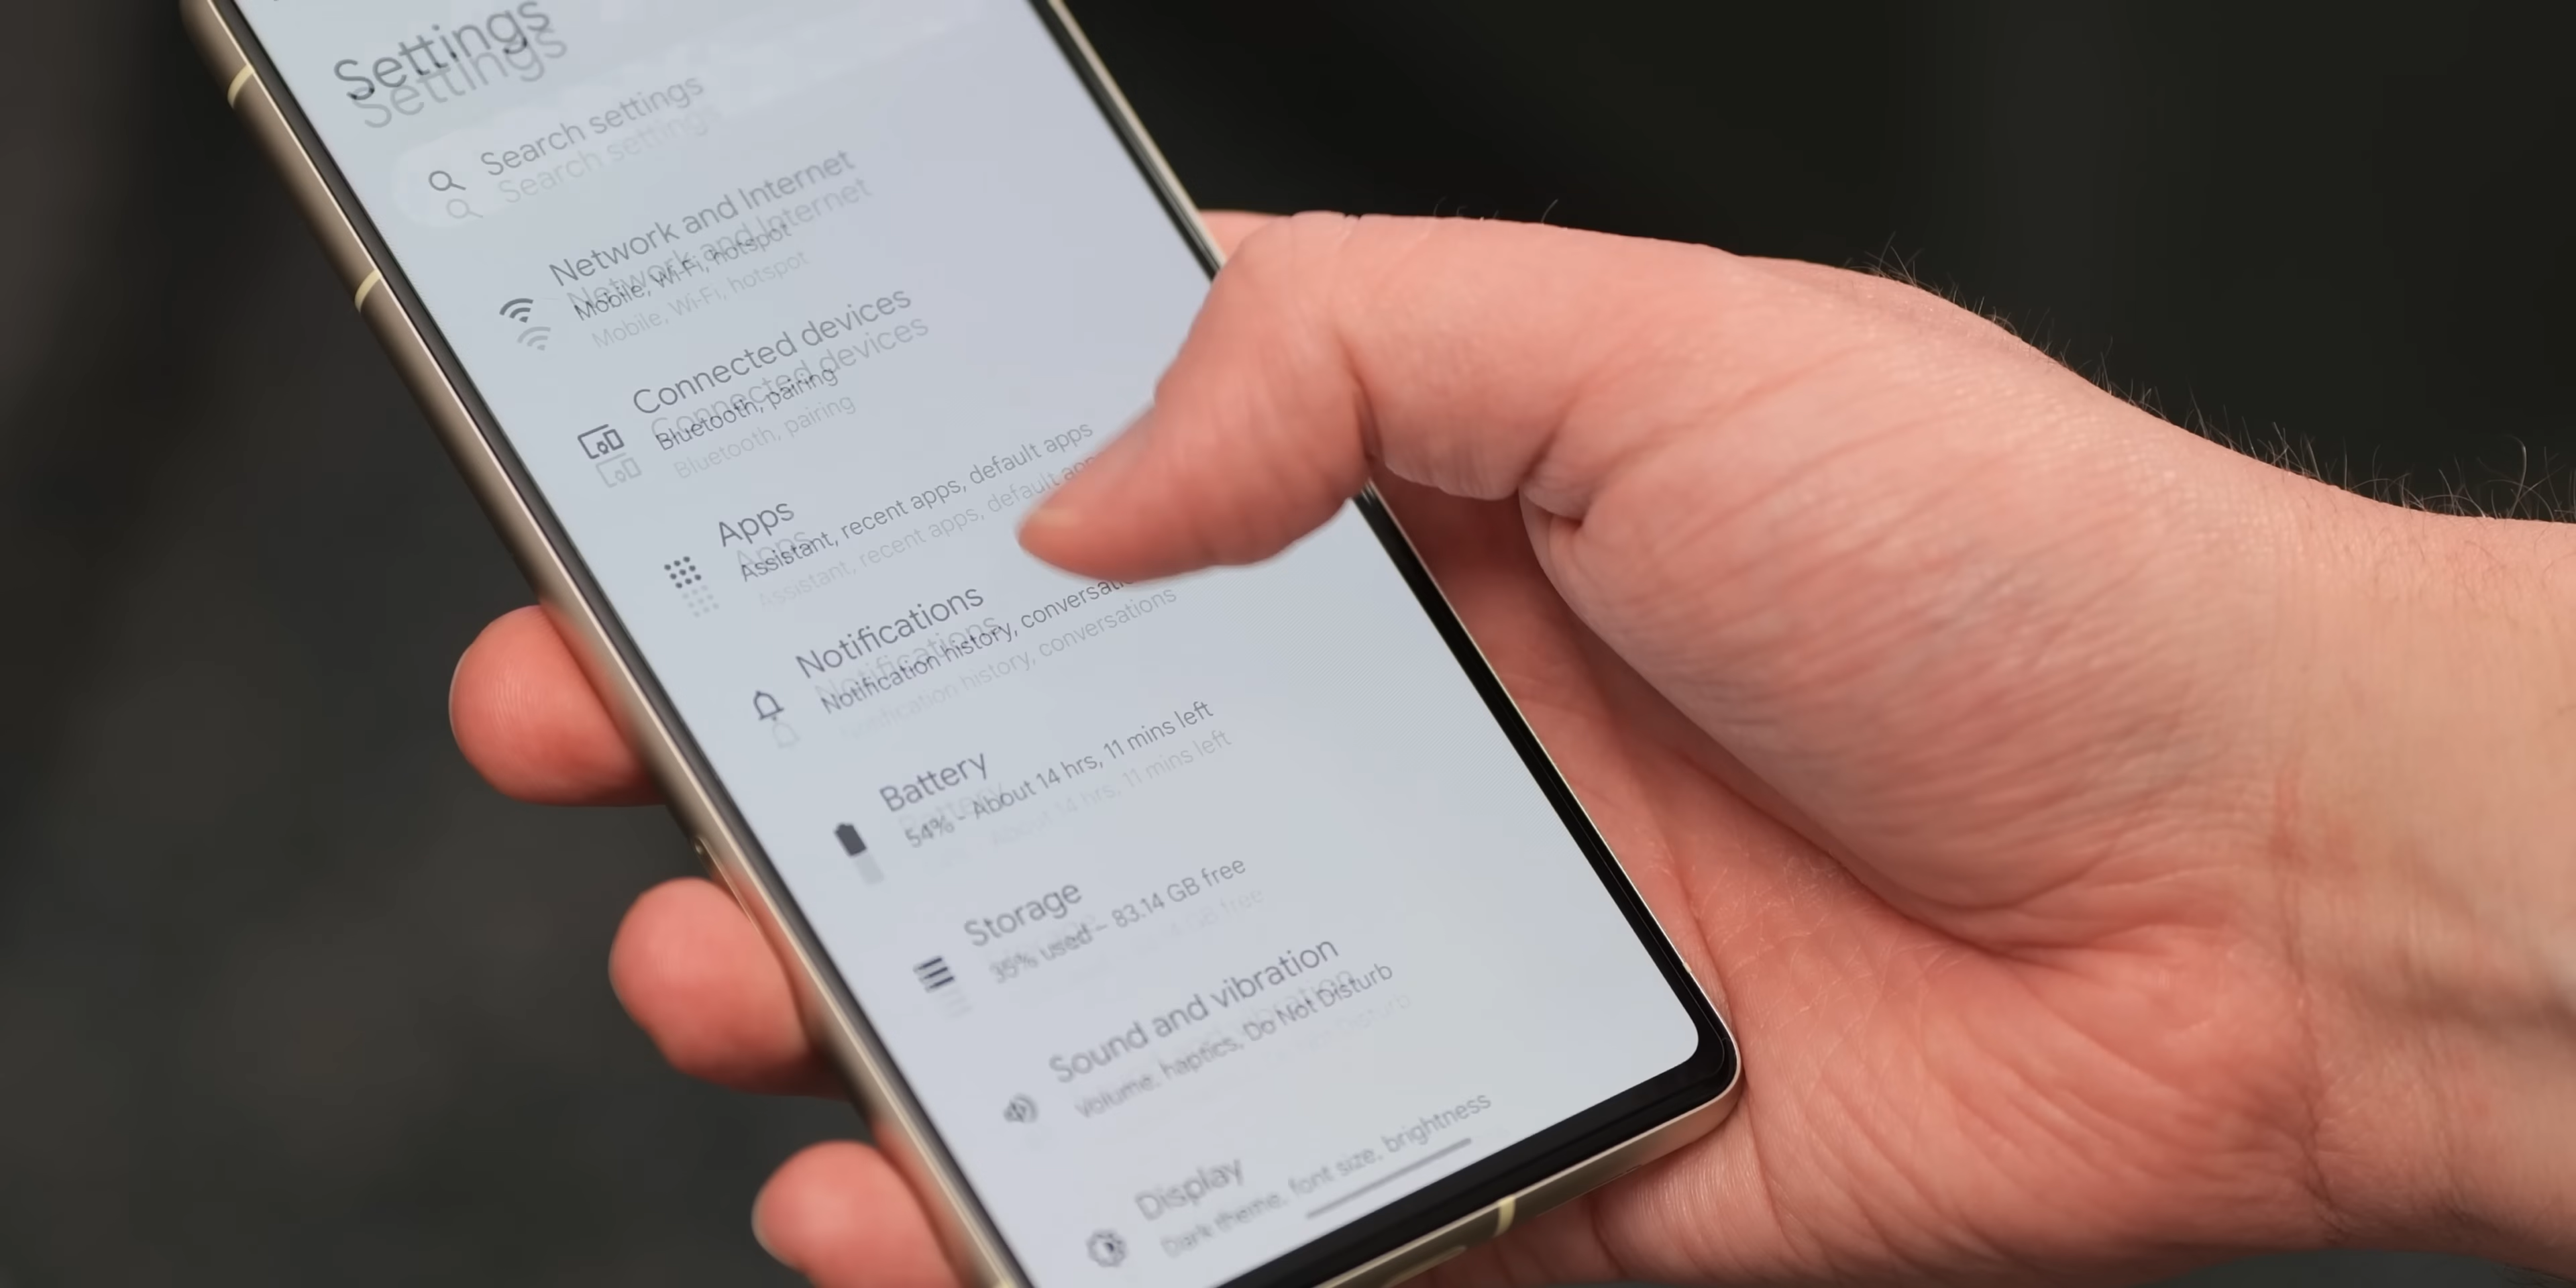 Settings
Search settings
Network and Internet
Mobile, Wi-Fi, hotspot
Connected devices
Bluetooth, pairing
Apps
Assistant, recent apps, default apps
Notifications
Notification history, conversations
Battery
54% - About 14 hrs, 11 mins left
Storage
35% used - 83.14 GB free
Sound and vibration
Volume, haptics, Do Not Disturb
Display
Dark theme, font size, brightness